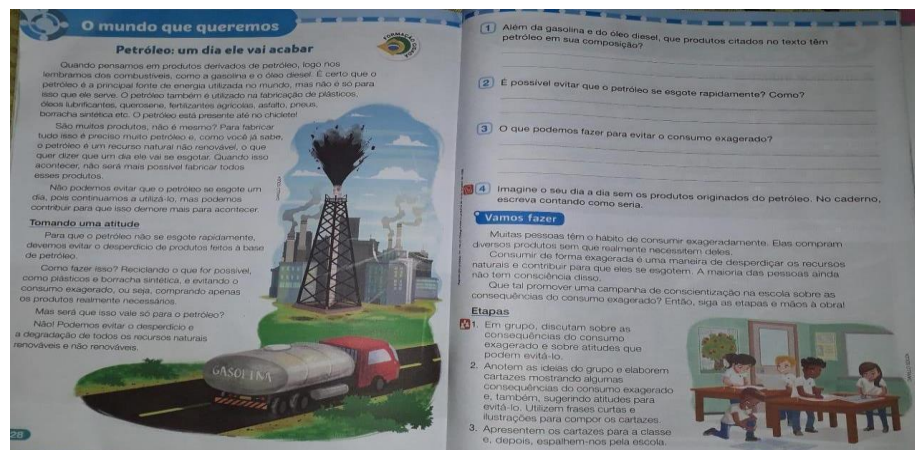 O mundo que queremos
FORMAÇÃO CIDADÃ
Petróleo: um dia ele vai acabar
Quando pensamos em produtos derivados de petróleo, logo nos
lembramos dos combustíveis, como a gasolina e o óleo diesel. É certo que o
petróleo é a principal fonte de energia utilizada no mundo, mas não é só para
isso que ele serve. O petróleo também é utilizado na fabricação de plásticos,
óleos lubrificantes, querosene, fertilizantes agrícolas, asfalto, pneus,
borracha sintética etc. O petróleo está presente até no chiclete!
São muitos produtos, não é mesmo? Para fabricar
tudo isso é preciso muito petróleo e, como você já sabe,
o petróleo é um recurso natural não renovável, o que
quer dizer que um dia ele vai se esgotar. Quando isso
acontecer, não será mais possível fabricar todos
esses produtos.
Não podemos evitar que o petróleo se esgote um
dia, pois continuamos a utilizá-lo, mas podemos
contribuir para que isso demore mais para acontecer.
Tomando uma atitude
Para que o petróleo não se esgote rapidamente,
devemos evitar o desperdício de produtos feitos à base
de petróleo.
Como fazer isso? Reciclando o que for possível,
como plásticos e borracha sintética, e evitando o
consumo exagerado, ou seja, comprando apenas
os produtos realmente necessários.
Mas será que isso vale só para o petróleo?
Não! Podemos evitar o desperdício e
a degradação de todos os recursos naturais
renováveis e não renováveis.
GASOLINA
28
1 Além da gasolina e do óleo diesel, que produtos citados no texto têm
petróleo em sua composição?
2 É possível evitar que o petróleo se esgote rapidamente? Como?
3 O que podemos fazer para evitar o consumo exagerado?
4 Imagine o seu dia a dia sem os produtos originados do petróleo. No caderno,
escreva contando como seria.
Vamos fazer
Muitas pessoas têm o hábito de consumir exageradamente. Elas compram
diversos produtos sem que realmente necessitem deles.
Consumir de forma exagerada é uma maneira de desperdiçar os recursos
naturais e contribuir para que eles se esgotem. A maioria das pessoas ainda
não tem consciência disso.
Que tal promover uma campanha de conscientização na escola sobre as
consequências do consumo exagerado? Então, siga as etapas e mãos à obra!
Etapas
1. Em grupo, discutam sobre as
consequências do consumo
exagerado e sobre atitudes que
podem evitá-lo.
2. Anotem as ideias do grupo e elaborem
cartazes mostrando algumas
consequências do consumo exagerado
e, também, sugerindo atitudes para
evitá-lo. Utilizem frases curtas e
ilustrações para compor os cartazes.
3. Apresentem os cartazes para a classe
e, depois, espalhem-nos pela escola.